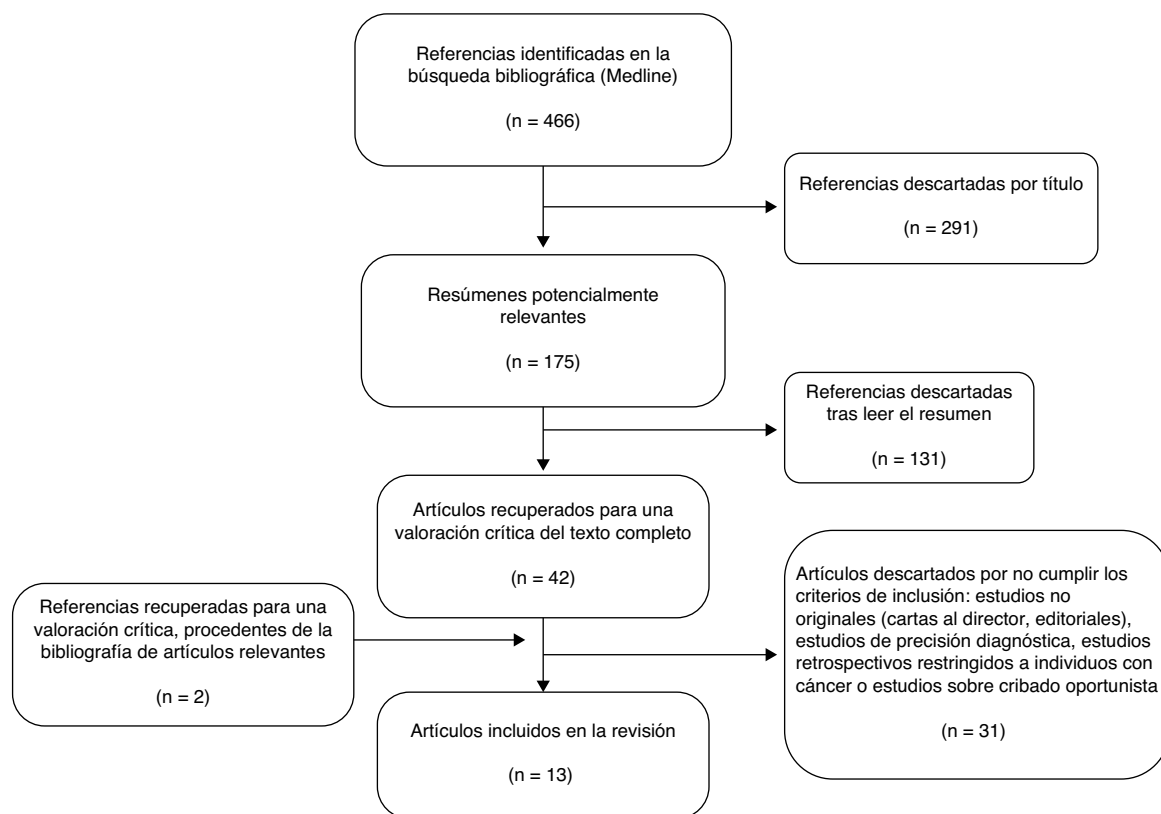 Referencias identificadas en la
búsqueda bibliográfica (Medline)
(n = 466)
Referencias descartadas por título
(n = 291)
Resúmenes potencialmente
relevantes
(n = 175)
Referencias descartadas
tras leer el resumen
(n = 131)
Artículos recuperados para una
valoración crítica del texto completo
(n = 42)
Referencias recuperadas para una
valoración crítica, procedentes de la
bibliografía de artículos relevantes
(n = 2)
Artículos descartados por no cumplir los
criterios de inclusión: estudios no
originales (cartas al director, editoriales),
estudios de precisión diagnóstica, estudios
retrospectivos restringidos a individuos con
cáncer o estudios sobre cribado oportunista
(n = 31)
Artículos incluidos en la revisión
(n = 13)